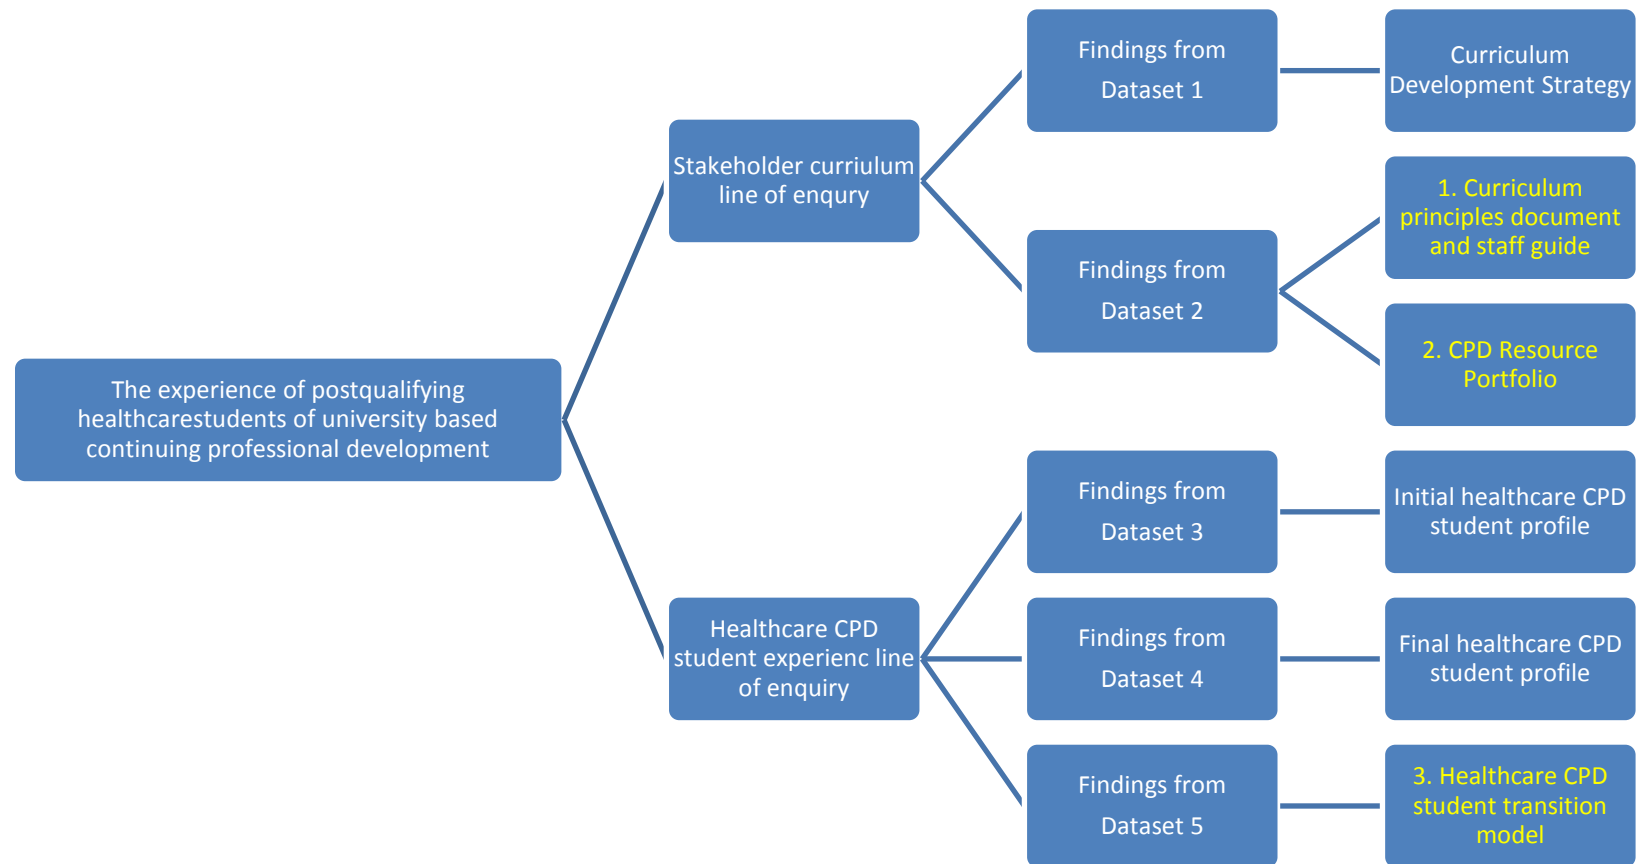 The experience of postqualifying
healthcarestudents of university based
continuing professional development
Stakeholder curriulum
line of enqury
Findings from
Dataset 1
Curriculum
Development Strategy
Findings from
Dataset 2
1. Curriculum
principles document
and staff guide
2. CPD Resource
Portfolio
Healthcare CPD
student experienc line
of enquiry
Findings from
Dataset 3
Initial healthcare CPD
student profile
Findings from
Dataset 4
Final healthcare CPD
student profile
Findings from
Dataset 5
3. Healthcare CPD
student transition
model